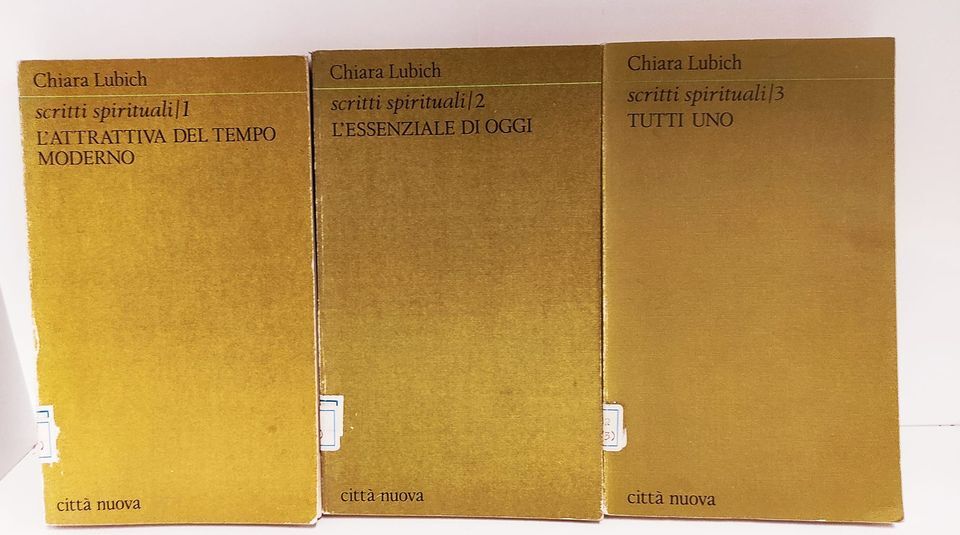 Chiara Lubich
scritti spirituali/1
L'ATTRATTIVA DEL TEMPO
MODERNO
città nuova
Chiara Lubich
scritti spirituali/2
L'ESSENZIALE DI OGGI
città nuova
Chiara Lubich
scritti spirituali/3
TUTTI UNO
(3)
città nuova